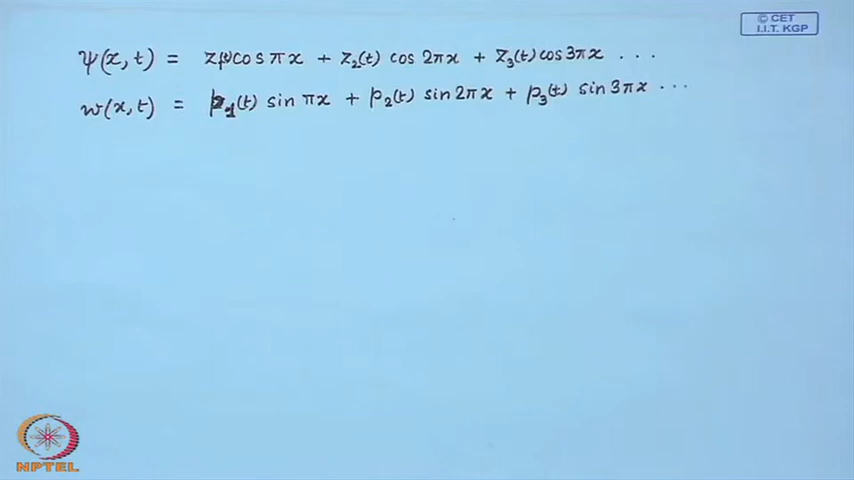 © CET
I.I.T. KGP
ψ(x, t) = z₁(t) cos πx + z₂(t) cos 2πx + z₃(t) cos 3πx . . .
w(x, t) = p₁(t) sin πx + p₂(t) sin 2πx + p₃(t) sin 3πx . . .
NPTEL